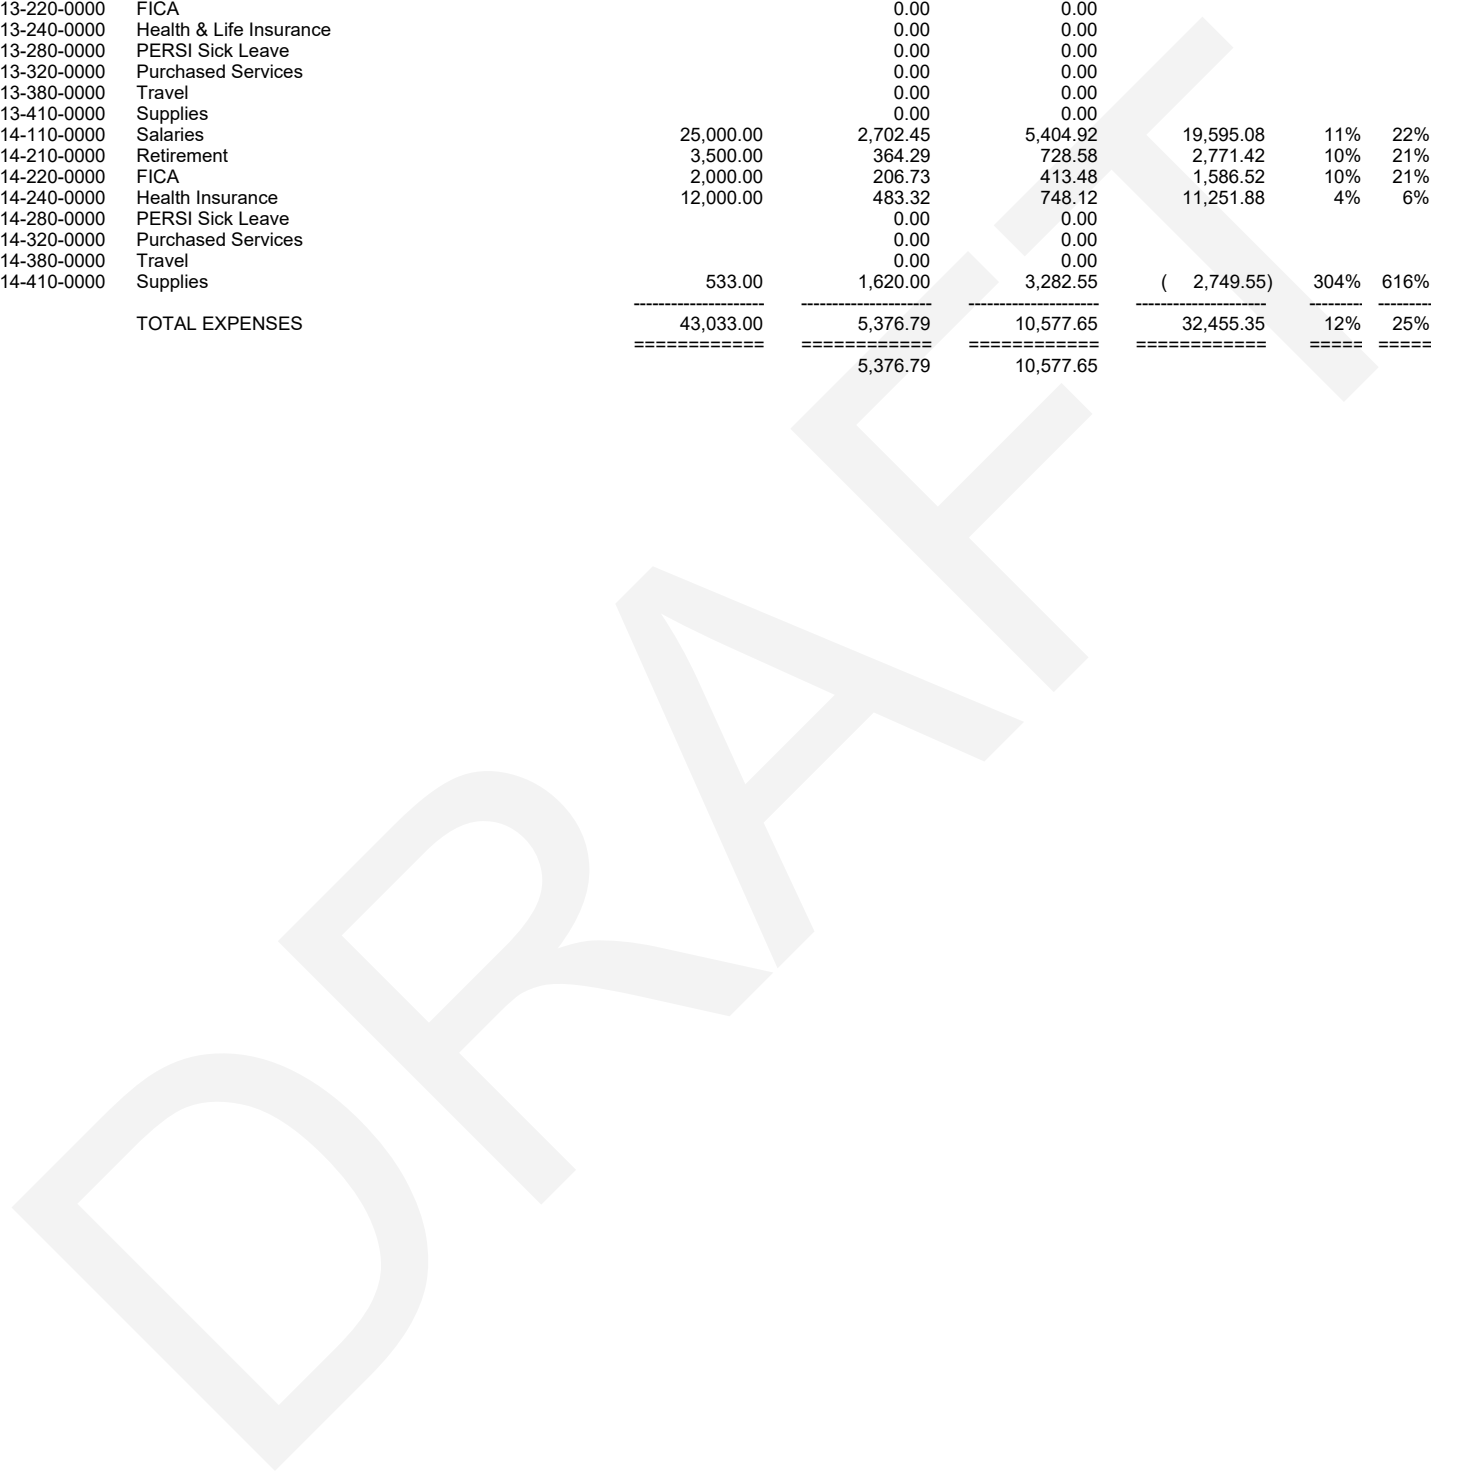 13-220-0000 FICA 0.00 0.00
13-240-0000 Health & Life Insurance 0.00 0.00
13-280-0000 PERSI Sick Leave 0.00 0.00
13-320-0000 Purchased Services 0.00 0.00
13-380-0000 Travel 0.00 0.00
13-410-0000 Supplies 0.00 0.00
14-110-0000 Salaries 25,000.00 2,702.45 5,404.92 19,595.08 11% 22%
14-210-0000 Retirement 3,500.00 364.29 728.58 2,771.42 10% 21%
14-220-0000 FICA 2,000.00 206.73 413.48 1,586.52 10% 21%
14-240-0000 Health Insurance 12,000.00 483.32 748.12 11,251.88 4% 6%
14-280-0000 PERSI Sick Leave 0.00 0.00
14-320-0000 Purchased Services 0.00 0.00
14-380-0000 Travel 0.00 0.00
14-410-0000 Supplies 533.00 1,620.00 3,282.55 ( 2,749.55) 304% 616%
--------------------- --------------------- --------------------- --------------------- -------- --------
TOTAL EXPENSES 43,033.00 5,376.79 10,577.65 32,455.35 12% 25%
============ ============ ============ ============ ===== =====
5,376.79 10,577.65
DRAFT